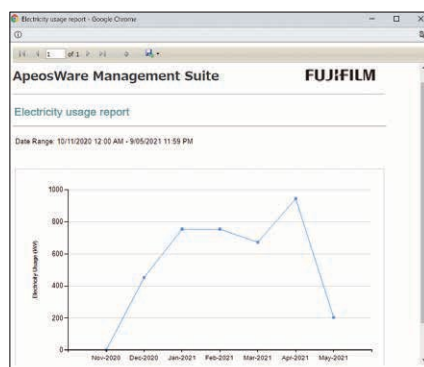 Electricity usage report - Google Chrome
1 of 1
ApeosWare Management Suite
FUJIFILM
Electricity usage report
Date Range: 10/11/2020 12:00 AM - 9/05/2021 11:59 PM
1000
800
600
400
200
0
Electricity Usage (kW)
Nov-2020 Dec-2020 Jan-2021 Feb-2021 Mar-2021 Apr-2021 May-2021